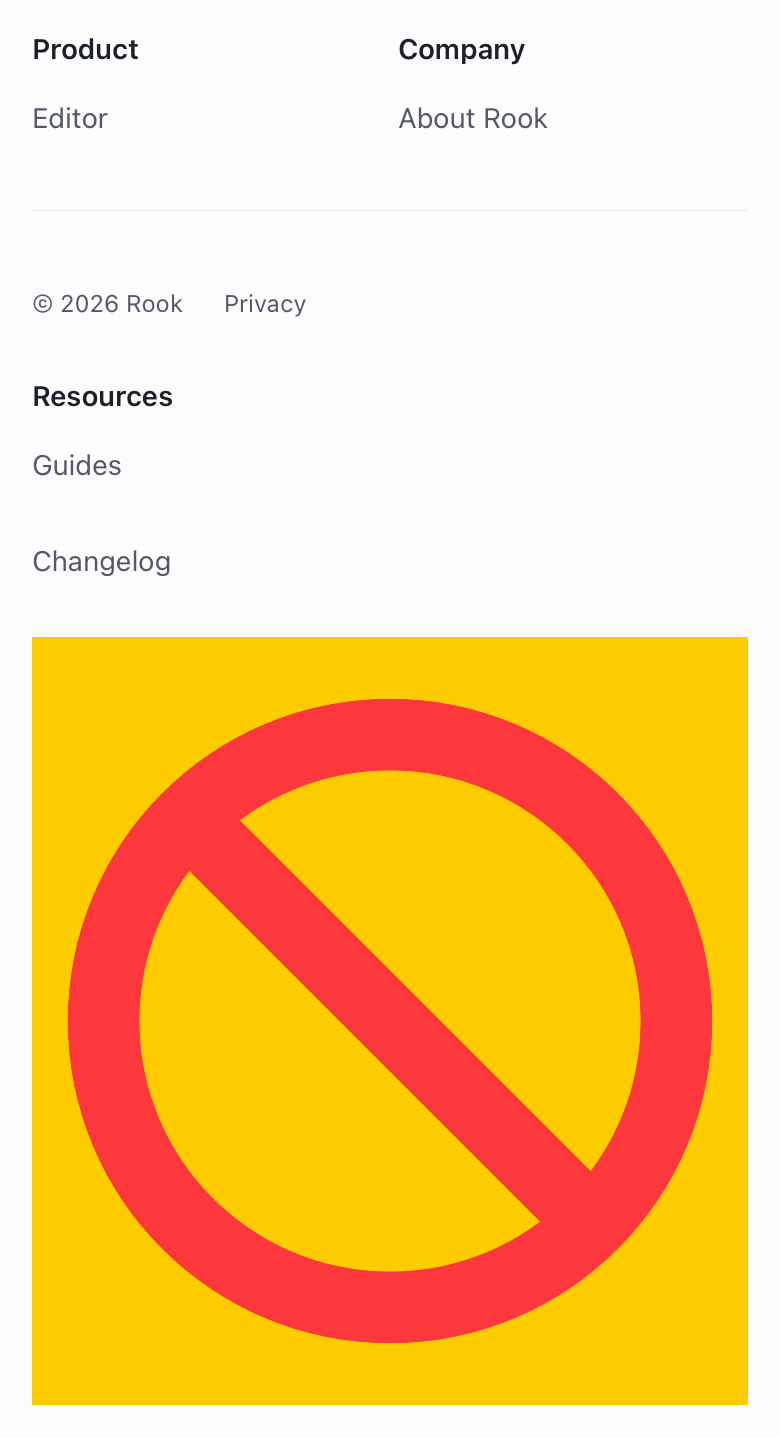 Product
Company
Editor
About Rook
© 2026 Rook
Privacy
Resources
Guides
Changelog